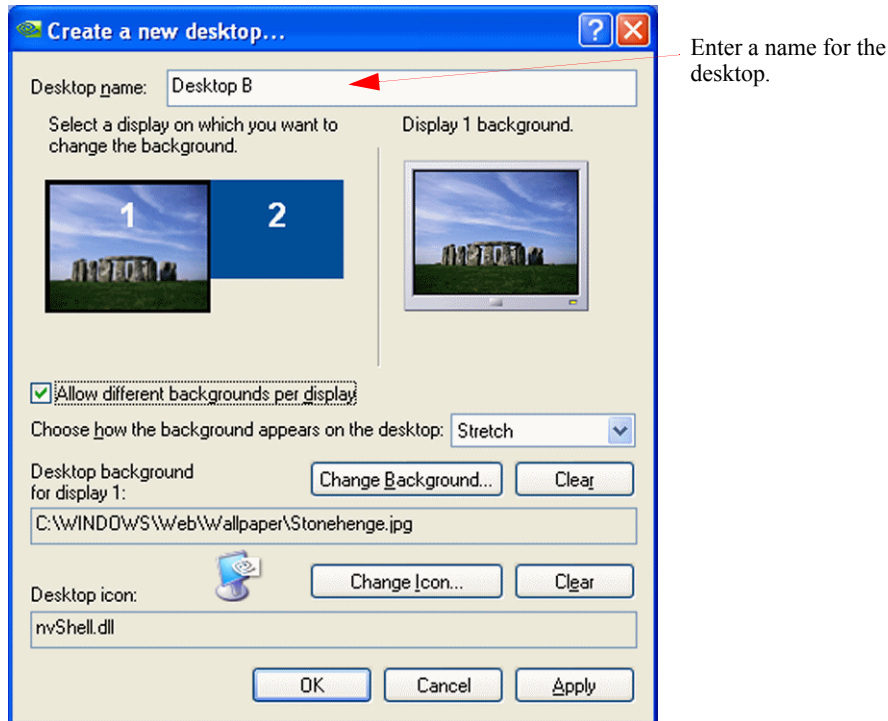 Create a new desktop...
Enter a name for the
desktop.
Desktop name: Desktop B
Select a display on which you want to
change the background.
Display 1 background.
1
2
Allow different backgrounds per display
Choose how the background appears on the desktop: Stretch
Desktop background
for display 1:
Change Background...
Clear
C:\WINDOWS\Web\Wallpaper\Stonehenge.jpg
Desktop icon:
Change Icon...
Clear
nvShell.dll
OK
Cancel
Apply